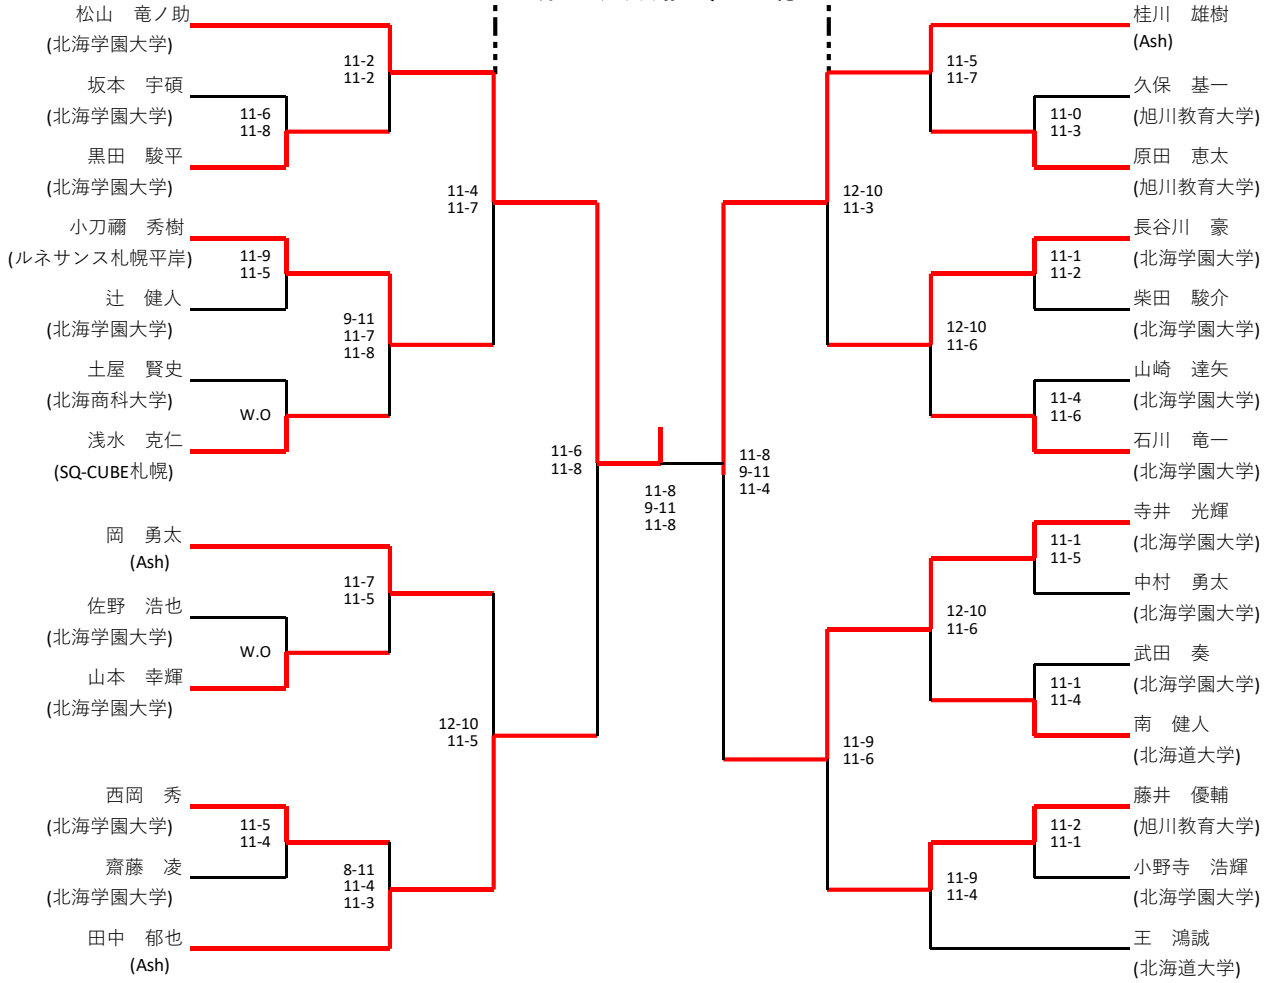 松山　竜ノ助
(北海学園大学)
11-2
11-2
坂本　宇碩
(北海学園大学)
11-6
11-8
黒田　駿平
(北海学園大学)
11-4
11-7
小刀禰　秀樹
(ルネサンス札幌平岸)
11-9
11-5
辻　健人
(北海学園大学)
9-11
11-7
11-8
土屋　賢史
(北海商科大学)
W.O
浅水　克仁
(SQ-CUBE札幌)
11-6
11-8
岡　勇太
(Ash)
11-7
11-5
佐野　浩也
(北海学園大学)
W.O
山本　幸輝
(北海学園大学)
12-10
11-5
西岡　秀
(北海学園大学)
11-5
11-4
齋藤　凌
(北海学園大学)
8-11
11-4
11-3
田中　郁也
(Ash)
11-8
9-11
11-8
桂川　雄樹
(Ash)
11-5
11-7
久保　基一
(旭川教育大学)
11-0
11-3
原田　恵太
(旭川教育大学)
12-10
11-3
長谷川　豪
(北海学園大学)
11-1
11-2
柴田　駿介
(北海学園大学)
12-10
11-6
山崎　達矢
(北海学園大学)
11-4
11-6
石川　竜一
(北海学園大学)
11-8
9-11
11-4
寺井　光輝
(北海学園大学)
11-1
11-5
中村　勇太
(北海学園大学)
12-10
11-6
武田　奏
(北海学園大学)
11-1
11-4
南　健人
(北海道大学)
11-9
11-6
藤井　優輔
(旭川教育大学)
11-2
11-1
小野寺　浩輝
(北海学園大学)
11-9
11-4
王　鴻誠
(北海道大学)